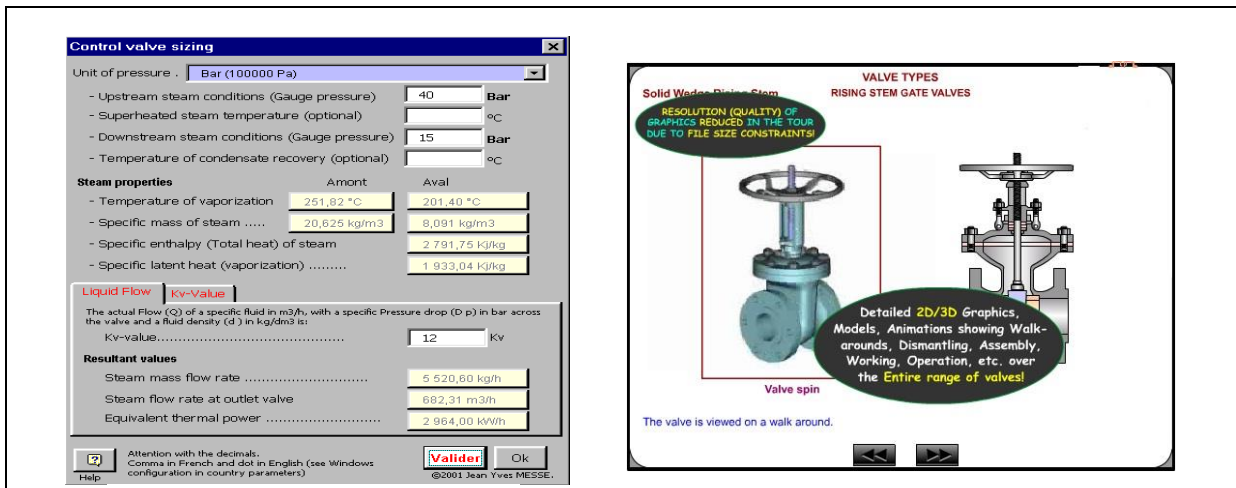 Control valve sizing
Unit of pressure . Bar (100000 Pa)
- Upstream steam conditions (Gauge pressure) 40 Bar
- Superheated steam temperature (optional) ºC
- Downstream steam conditions (Gauge pressure) 15 Bar
- Temperature of condensate recovery (optional) ºC
Steam properties Amont Aval
- Temperature of vaporization 251,82 °C 201,40 °C
- Specific mass of steam ..... 20,625 kg/m3 8,091 kg/m3
- Specific enthalpy (Total heat) of steam 2 791,75 Kj/kg
- Specific latent heat (vaporization) ......... 1 933,04 Kj/kg
Liquid Flow Kv-Value
The actual Flow (Q) of a specific fluid in m3/h, with a specific Pressure drop (D p) in bar across
the valve and a fluid density (d ) in kg/dm3 is:
Kv-value............................................ 12 Kv
Resultant values
Steam mass flow rate ............................ 5 520,60 kg/h
Steam flow rate at outlet valve 682,31 m3/h
Equivalent thermal power .......................... 2 964,00 kW/h
Help
Attention with the decimals.
Comma in French and dot in English (see Windows
configuration in country parameters)
Valider Ok
©2001 Jean Yves MESSE.
VALVE TYPES
Solid Wedge Rising Stem RISING STEM GATE VALVES
RESOLUTION (QUALITY) OF
GRAPHICS REDUCED IN THE TOUR
DUE TO FILE SIZE CONSTRAINTS!
Detailed 2D/3D Graphics,
Models, Animations showing Walk-
arounds, Dismantling, Assembly,
Working, Operation, etc. over
the Entire range of valves!
Valve spin
The valve is viewed on a walk around.